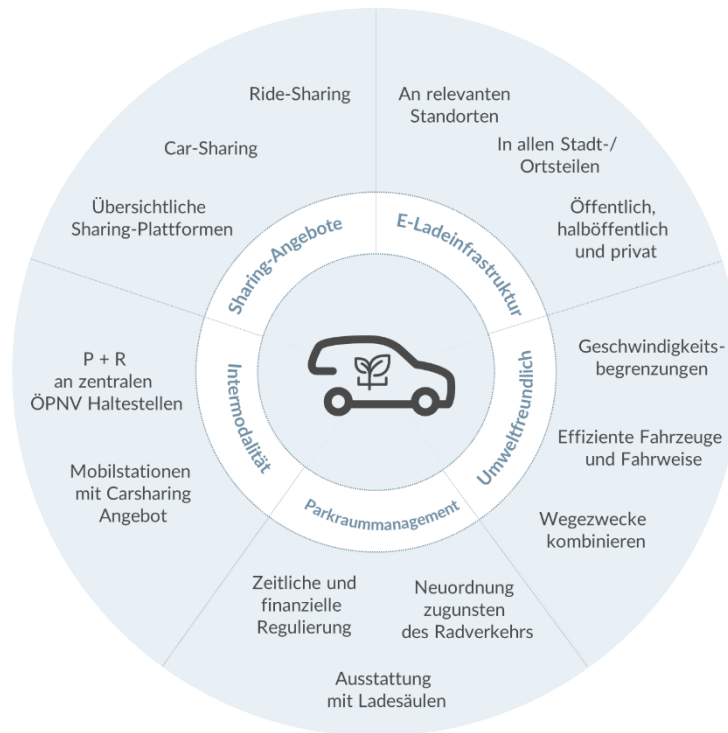 Ride-Sharing
Car-Sharing
Übersichtliche
Sharing-Plattformen
Sharing-Angebote
An relevanten
Standorten
In allen Stadt-/
Ortsteilen
Öffentlich,
halböffentlich
und privat
E-Ladeinfrastruktur
Geschwindigkeits-
begrenzungen
Effiziente Fahrzeuge
und Fahrweise
Wegezwecke
kombinieren
Umweltfreundlich
Neuordnung
zugunsten
des Radverkehrs
Zeitliche und
finanzielle
Regulierung
Ausstattung
mit Ladesäulen
Parkraummanagement
P + R
an zentralen
ÖPNV Haltestellen
Mobilstationen
mit Carsharing
Angebot
Intermodalität